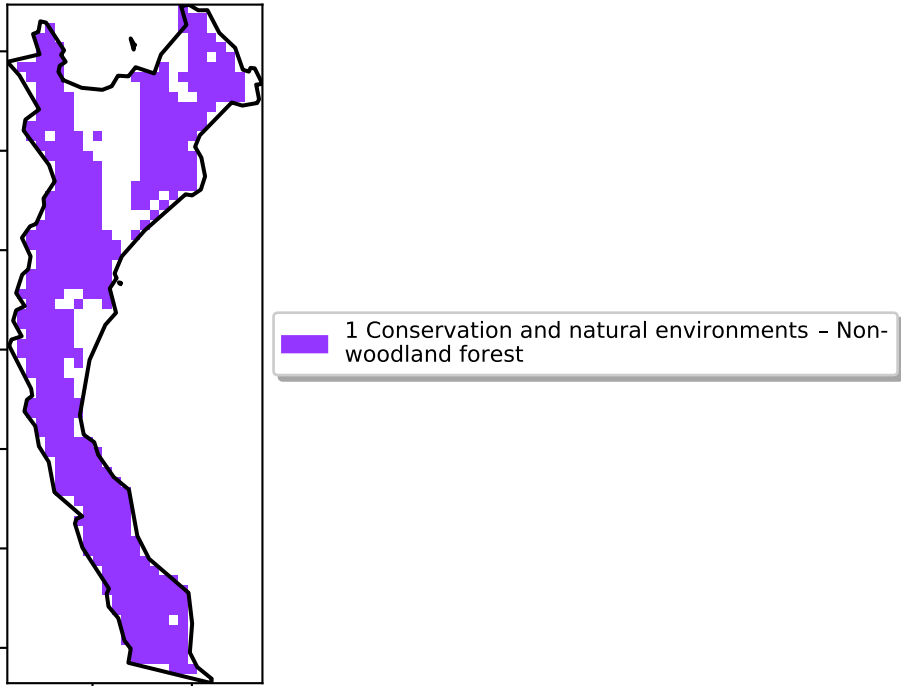 1 Conservation and natural environments – Non-
woodland forest